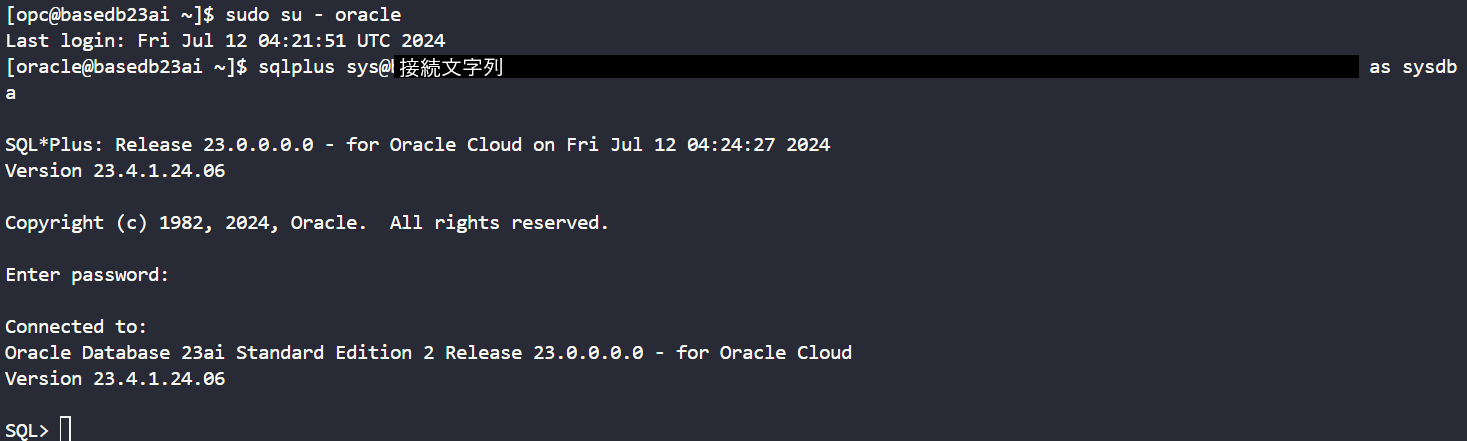 [opc@basedb23ai ~]$ sudo su - oracle
Last login: Fri Jul 12 04:21:51 UTC 2024
[oracle@basedb23ai ~]$ sqlplus sys@接続文字列 as sysdb
a
SQL*Plus: Release 23.0.0.0.0 - for Oracle Cloud on Fri Jul 12 04:24:27 2024
Version 23.4.1.24.06
Copyright (c) 1982, 2024, Oracle.  All rights reserved.
Enter password:
Connected to:
Oracle Database 23ai Standard Edition 2 Release 23.0.0.0.0 - for Oracle Cloud
Version 23.4.1.24.06
SQL>